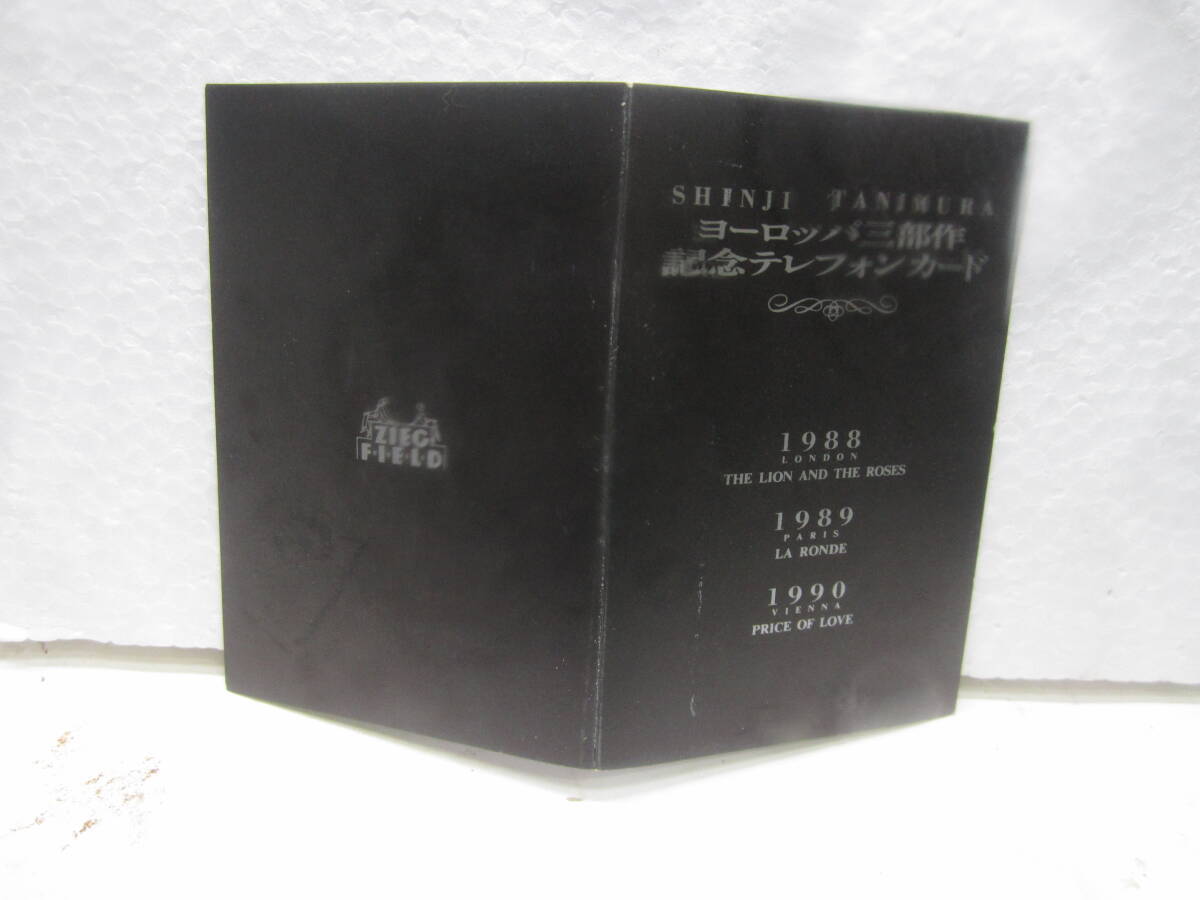 SHINJI TANIMURA
ヨーロッパ三部作
記念テレフォンカード
1988
LONDON
THE LION AND THE ROSES
1989
PARIS
LA RONDE
1990
VIENNA
PRICE OF LOVE
ZIEG
F·I·E·L·D